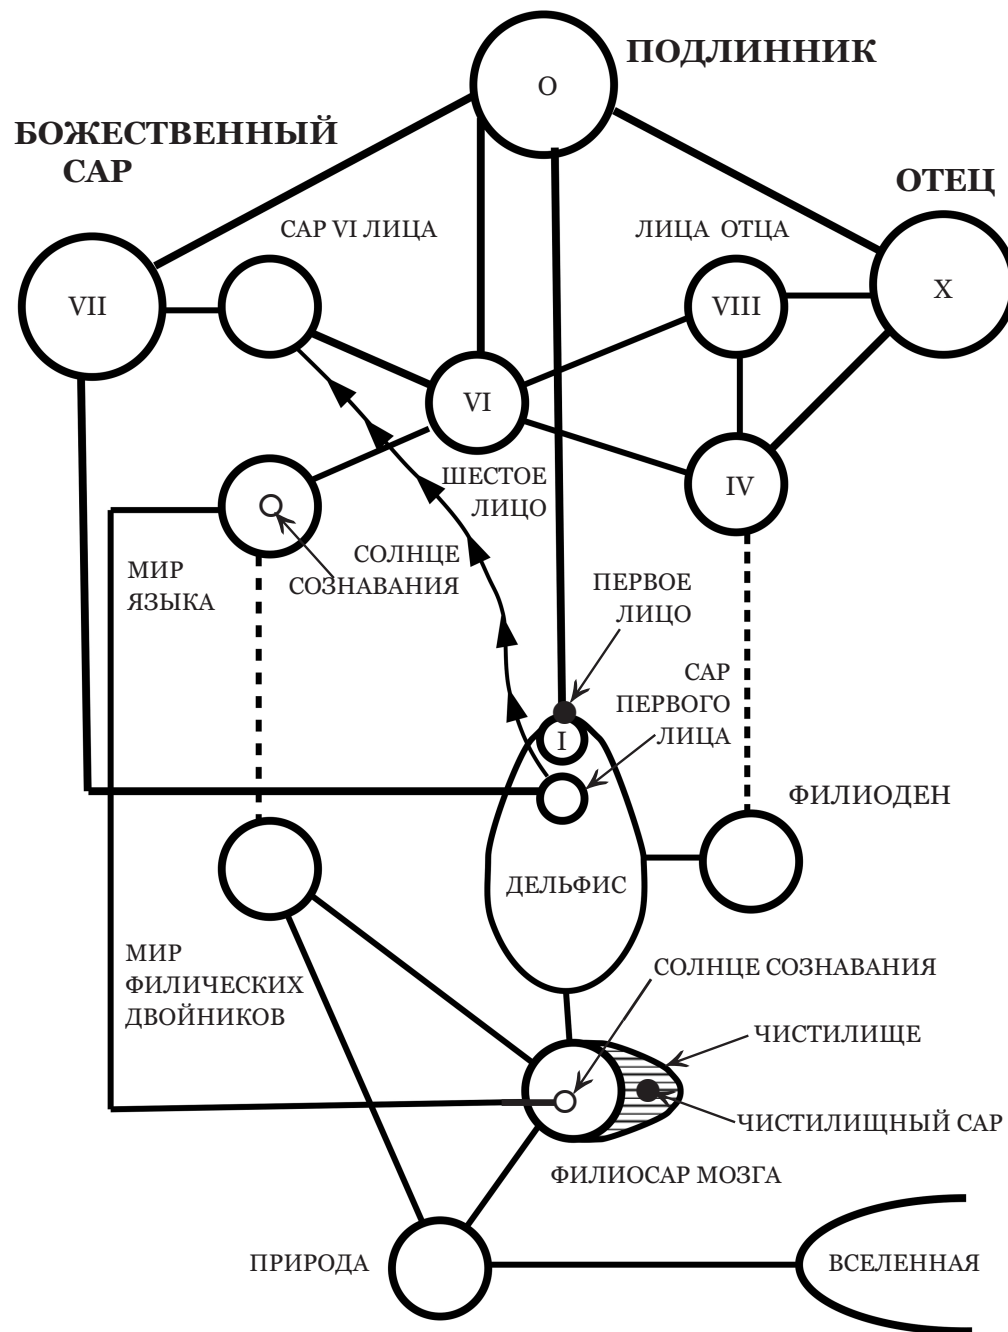 ПОДЛИННИК
О
БОЖЕСТВЕННЫЙ
САР
ОТЕЦ
САР VI ЛИЦА
ЛИЦА ОТЦА
VII
VIII
X
VI
ШЕСТОЕ
ЛИЦО
IV
СОЛНЦЕ
СОЗНАВАНИЯ
МИР
ЯЗЫКА
ПЕРВОЕ
ЛИЦО
САР
ПЕРВОГО
ЛИЦА
I
ФИЛИОДЕН
ДЕЛЬФИС
МИР
ФИЛИЧЕСКИХ
ДВОЙНИКОВ
СОЛНЦЕ СОЗНАВАНИЯ
ЧИСТИЛИЩЕ
ЧИСТИЛИЩНЫЙ САР
ФИЛИОСАР МОЗГА
ПРИРОДА
ВСЕЛЕННАЯ